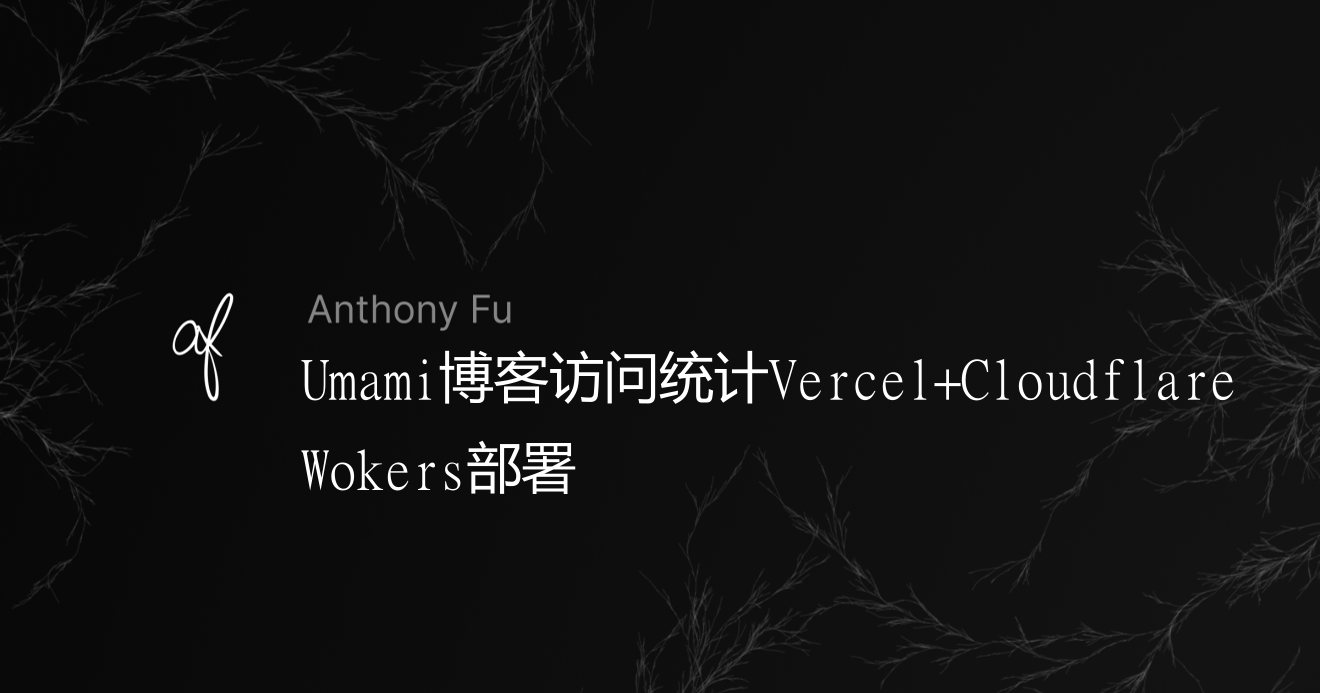 af
Anthony Fu
Umami博客访问统计Vercel+Cloudflare
Wokers部署